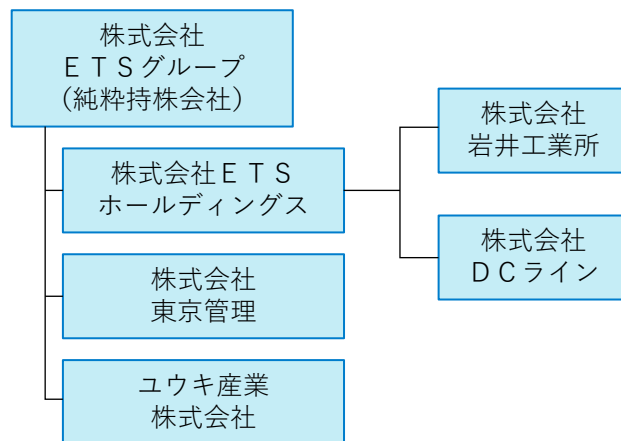 株式会社
ＥＴＳグループ
（純粋持株会社）
株式会社ＥＴＳ
ホールディングス
株式会社
岩井工業所
株式会社
ＤＣライン
株式会社
東京管理
ユウキ産業
株式会社